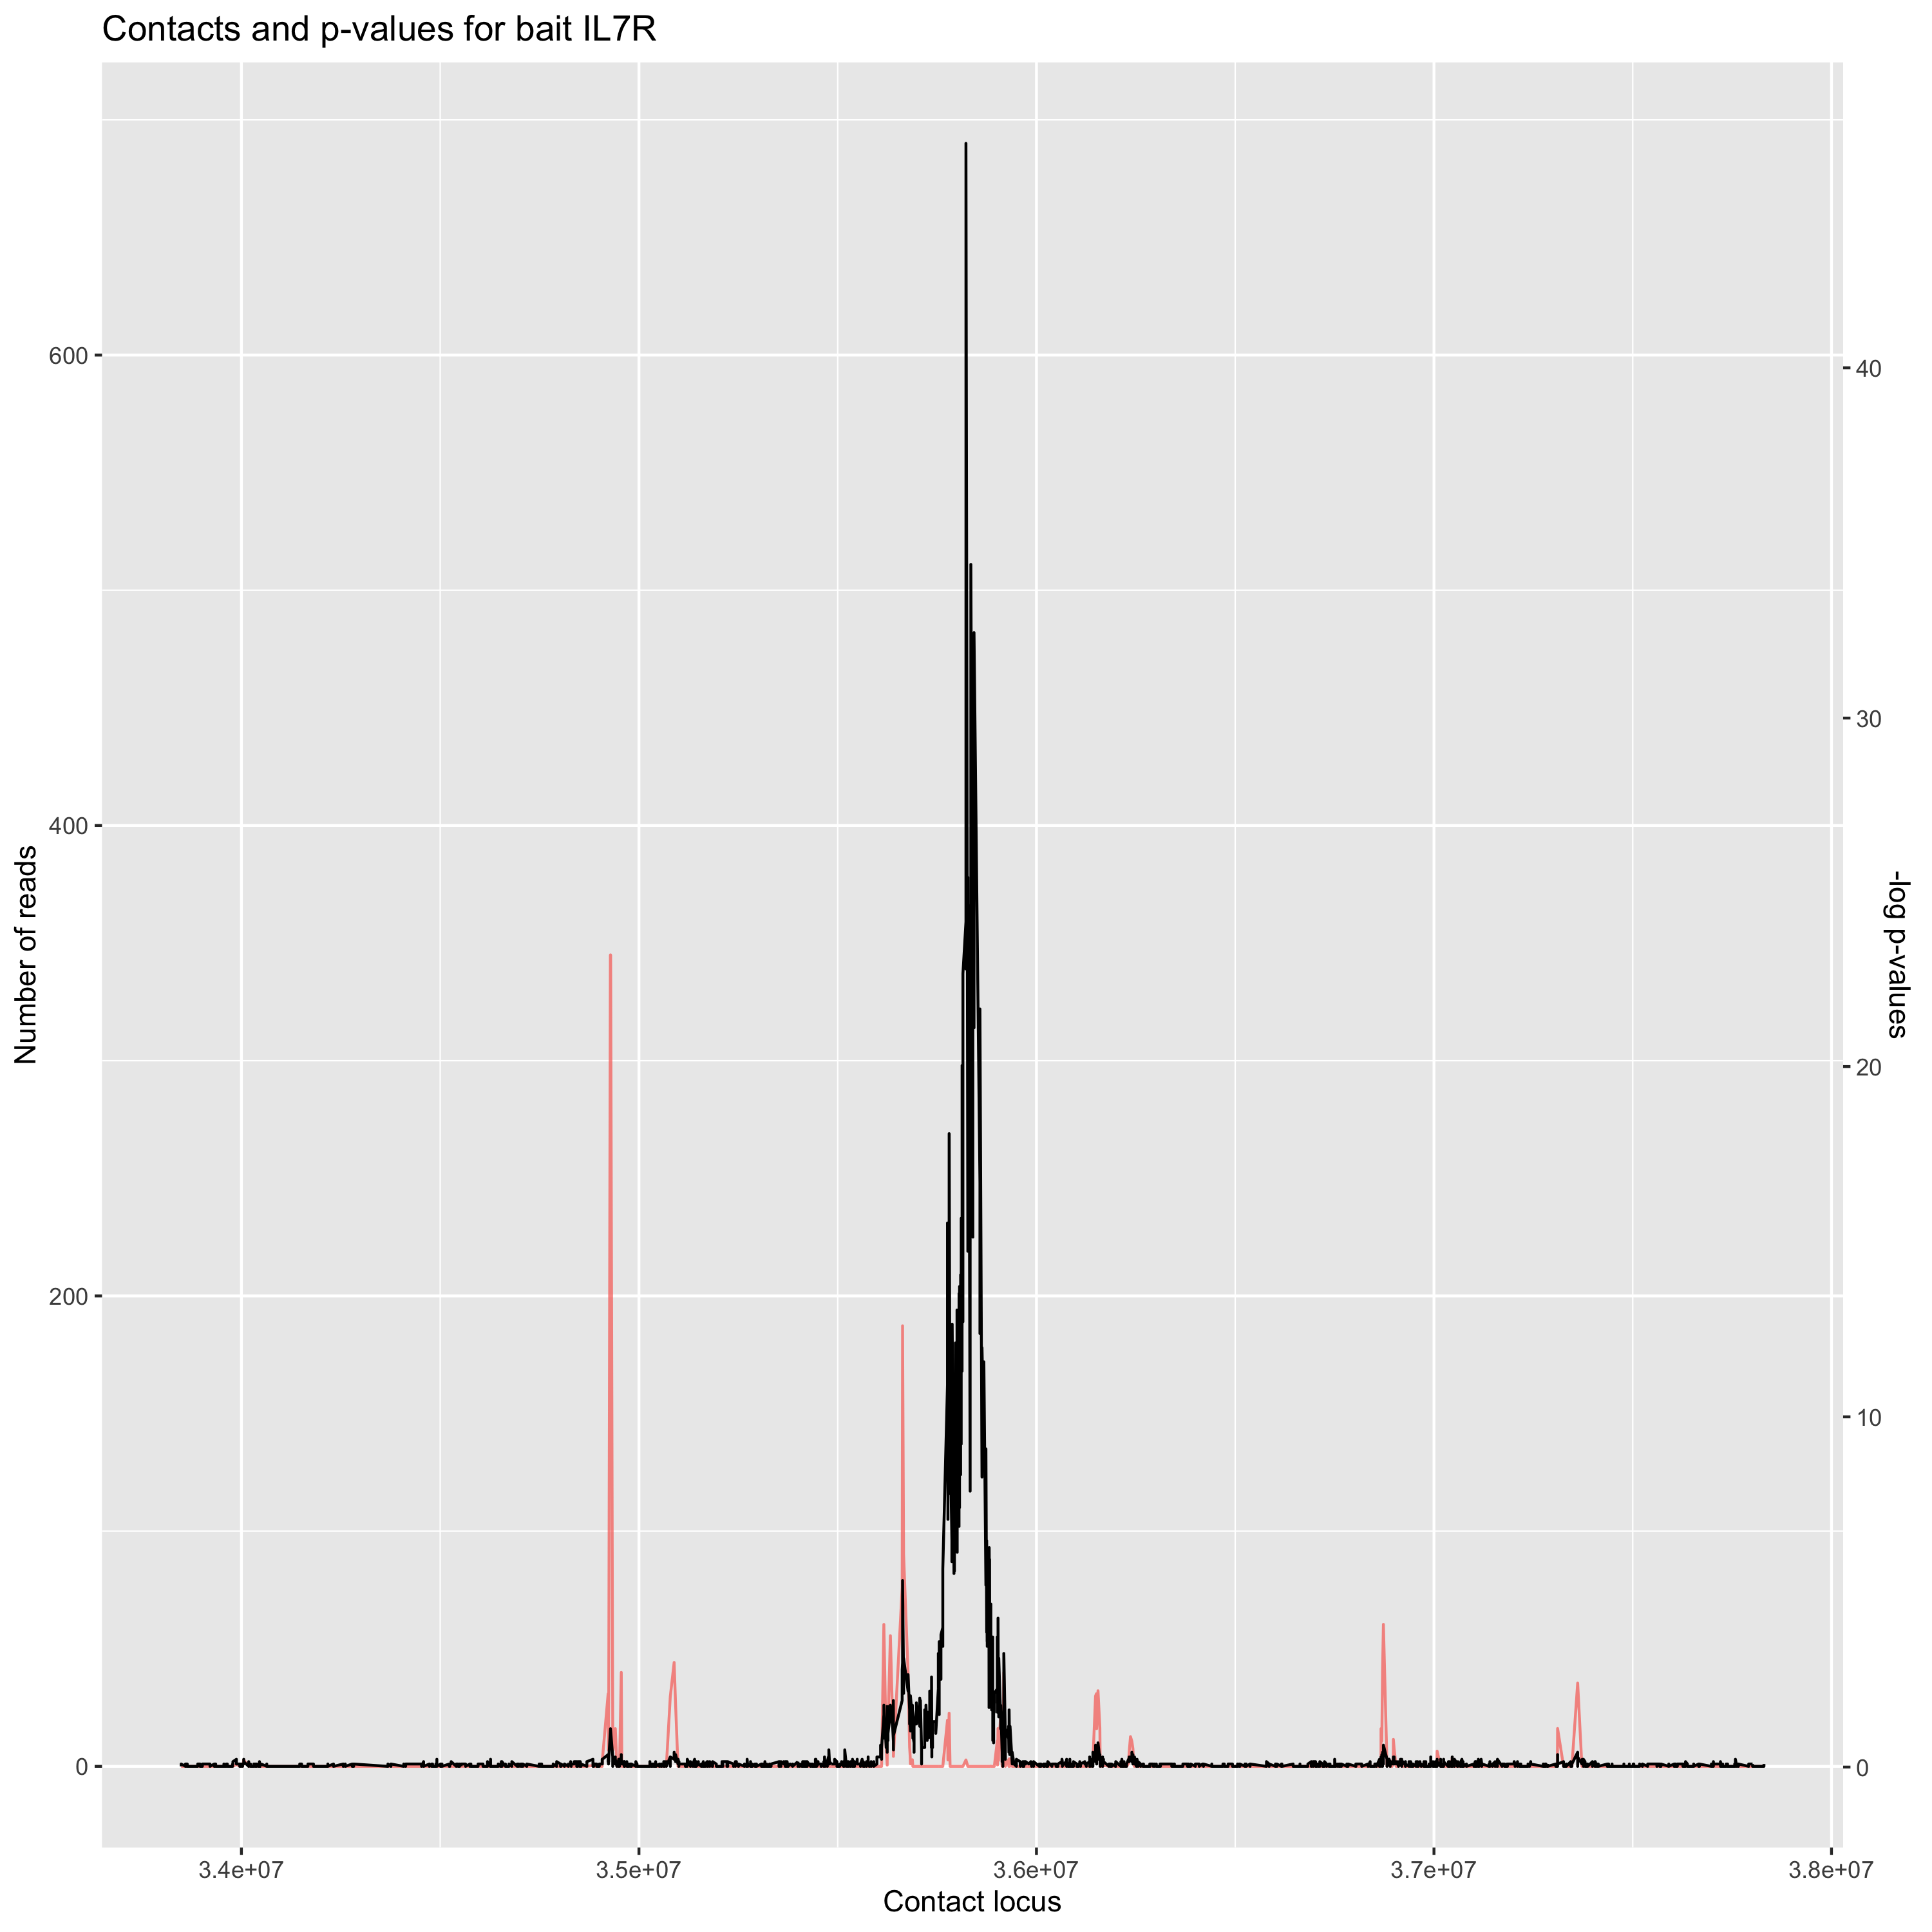 Contacts and p-values for bait IL7R
Number of reads
600
400
200
0
40
30
20
10
0
-log p-values
3.4e+07 3.5e+07 3.6e+07 3.7e+07 3.8e+07
Contact locus